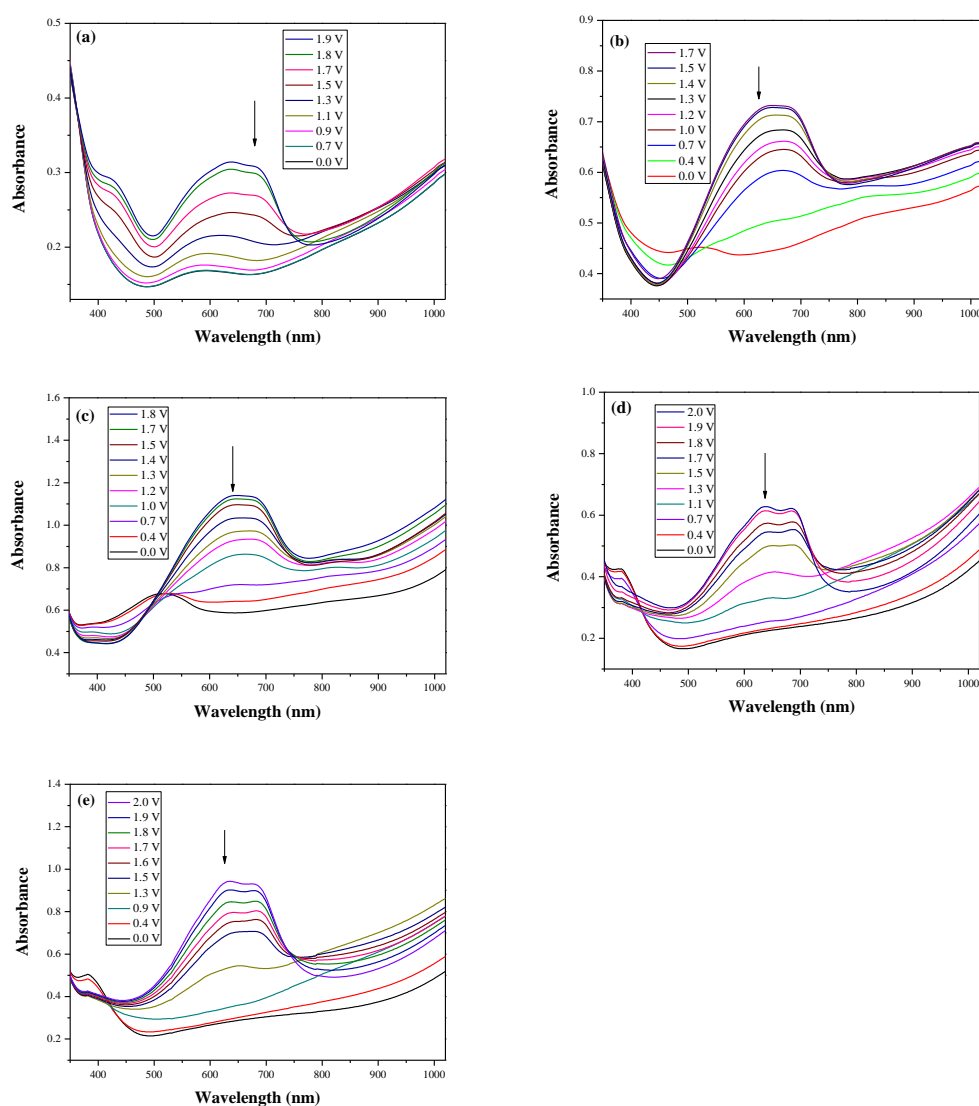 (a)
1.9 V
1.8 V
1.7 V
1.5 V
1.3 V
1.1 V
0.9 V
0.7 V
0.0 V
0.5
0.4
0.3
0.2
Absorbance
400 500 600 700 800 900 1000
Wavelength (nm)
(b)
1.7 V
1.5 V
1.4 V
1.3 V
1.2 V
1.0 V
0.7 V
0.4 V
0.0 V
0.9
0.8
0.7
0.6
0.5
0.4
Absorbance
400 500 600 700 800 900 1000
Wavelength (nm)
(c)
1.8 V
1.7 V
1.5 V
1.4 V
1.3 V
1.2 V
1.0 V
0.7 V
0.4 V
0.0 V
1.6
1.4
1.2
1.0
0.8
0.6
0.4
Absorbance
400 500 600 700 800 900 1000
Wavelength (nm)
(d)
2.0 V
1.9 V
1.8 V
1.7 V
1.5 V
1.3 V
1.1 V
0.7 V
0.4 V
0.0 V
1.0
0.8
0.6
0.4
0.2
Absorbance
400 500 600 700 800 900 1000
Wavelength (nm)
(e)
2.0 V
1.9 V
1.8 V
1.7 V
1.6 V
1.5 V
1.3 V
0.9 V
0.4 V
0.0 V
1.4
1.2
1.0
0.8
0.6
0.4
0.2
Absorbance
400 500 600 700 800 900 1000
Wavelength (nm)